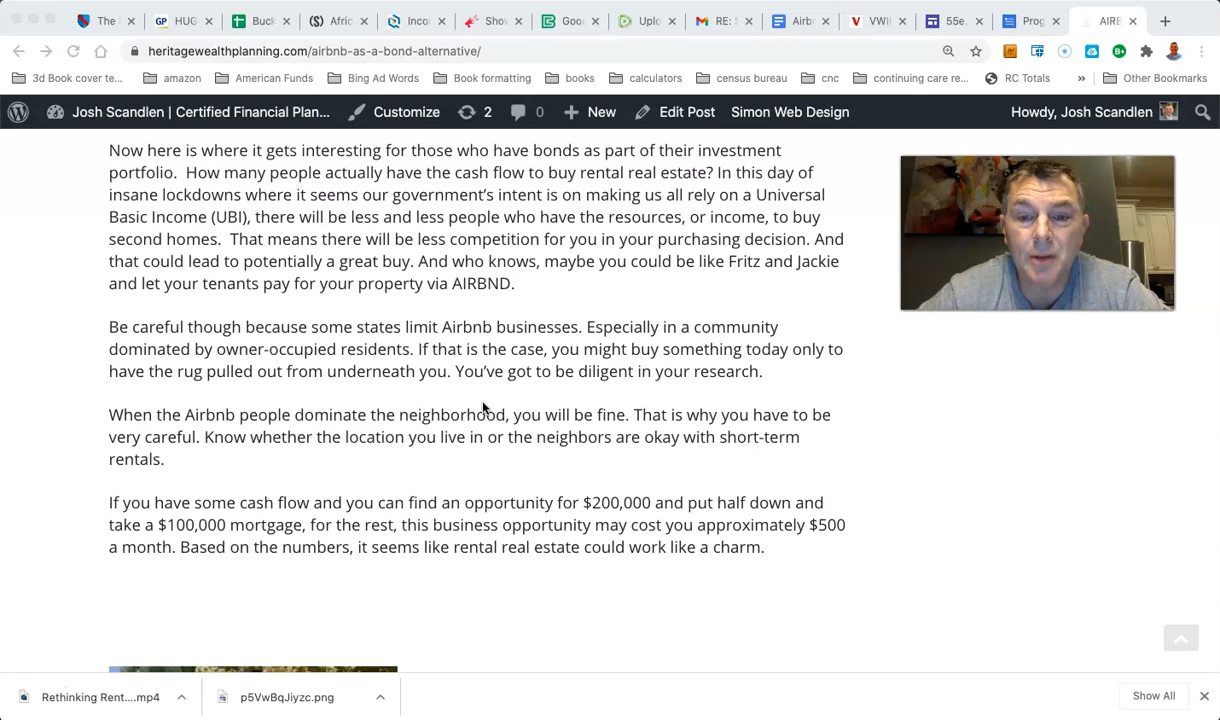 The
GP HUG
Buck
Afric
Inco
Sho
Goo
Uplo
RE: S
Airb
VWII
55e.
Prog
AIRE
heritagewealthplanning.com/airbnb-as-a-bond-alternative/
3d Book cover te... amazon American Funds Bing Ad Words Book formatting books calculators census bureau cnc continuing care re... RC Totals » Other Bookmarks
Josh Scandlen | Certified Financial Plan... Customize 2 0 New Edit Post Simon Web Design Howdy, Josh Scandlen
Now here is where it gets interesting for those who have bonds as part of their investment
portfolio. How many people actually have the cash flow to buy rental real estate? In this day of
insane lockdowns where it seems our government's intent is on making us all rely on a Universal
Basic Income (UBI), there will be less and less people who have the resources, or income, to buy
second homes. That means there will be less competition for you in your purchasing decision. And
that could lead to potentially a great buy. And who knows, maybe you could be like Fritz and Jackie
and let your tenants pay for your property via AIRBND.
Be careful though because some states limit Airbnb businesses. Especially in a community
dominated by owner-occupied residents. If that is the case, you might buy something today only to
have the rug pulled out from underneath you. You've got to be diligent in your research.
When the Airbnb people dominate the neighborhood, you will be fine. That is why you have to be
very careful. Know whether the location you live in or the neighbors are okay with short-term
rentals.
If you have some cash flow and you can find an opportunity for $200,000 and put half down and
take a $100,000 mortgage, for the rest, this business opportunity may cost you approximately $500
a month. Based on the numbers, it seems like rental real estate could work like a charm.
Rethinking Rent....mp4 p5VwBqJiyzc.png Show All